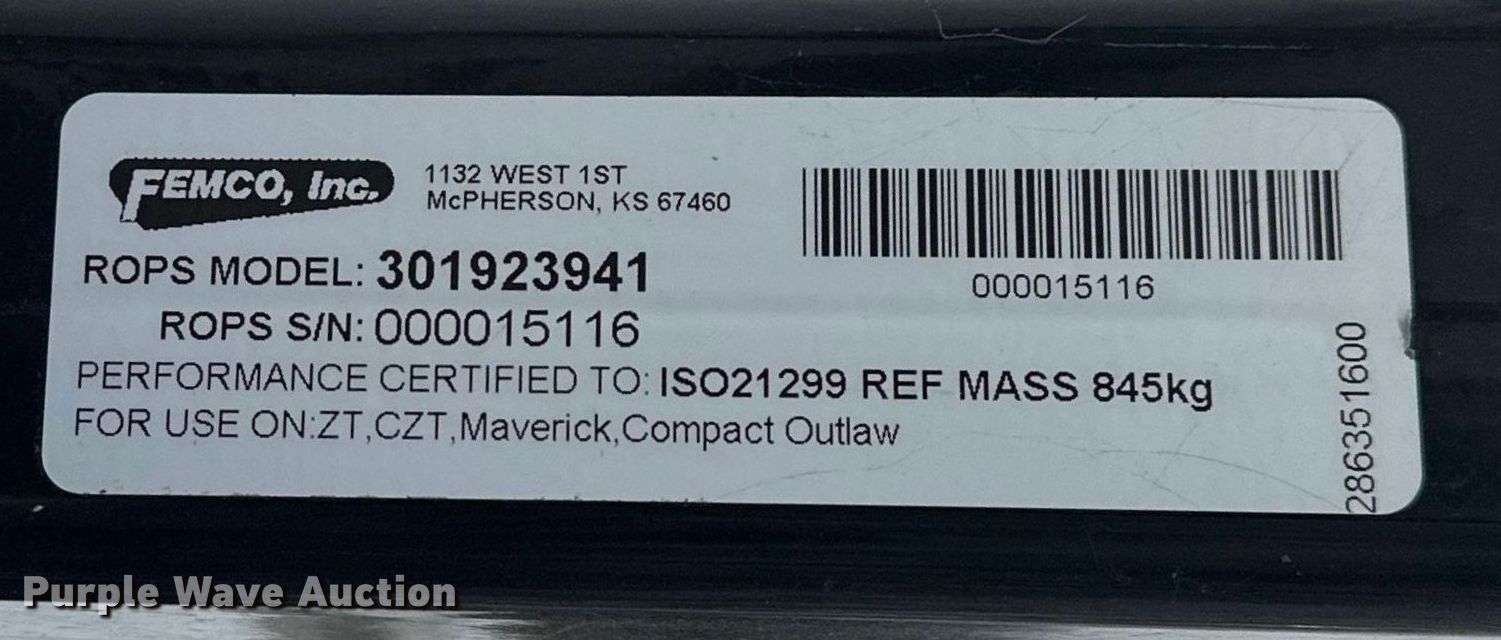 FEMCO, Inc.
1132 WEST 1ST
McPHERSON, KS 67460
000015116
ROPS MODEL: 301923941
ROPS S/N: 000015116
PERFORMANCE CERTIFIED TO: ISO21299 REF MASS 845kg
FOR USE ON:ZT,CZT,Maverick,Compact Outlaw
286351600
Purple Wave Auction